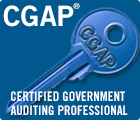 CGAP®
CGAP
CERTIFIED GOVERNMENT
AUDITING PROFESSIONAL